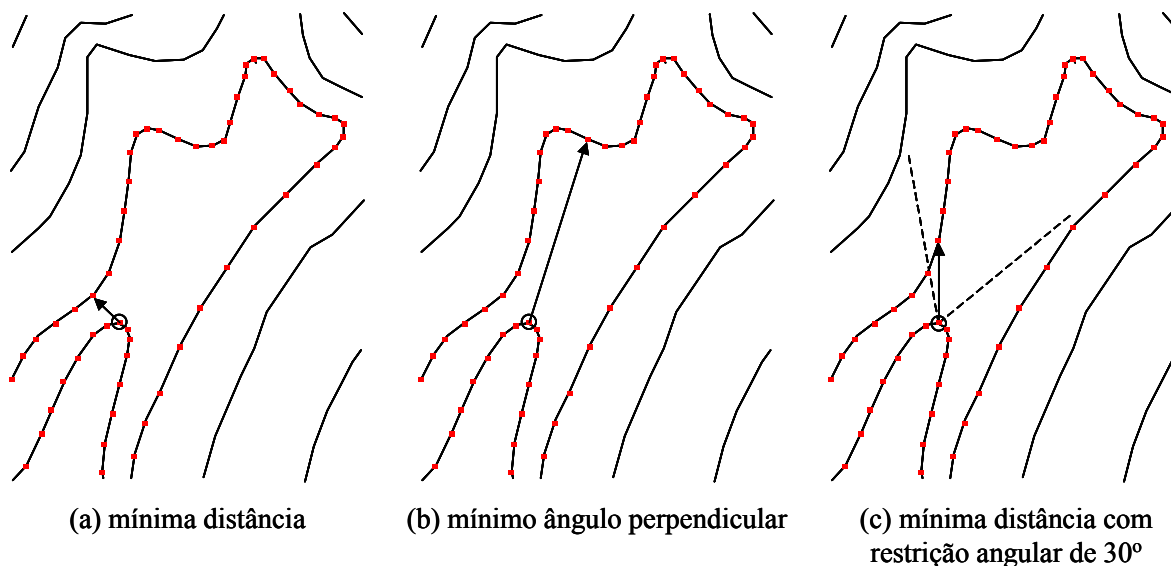 (a) mínima distância
(b) mínimo ângulo perpendicular
(c) mínima distância com
restrição angular de 30º